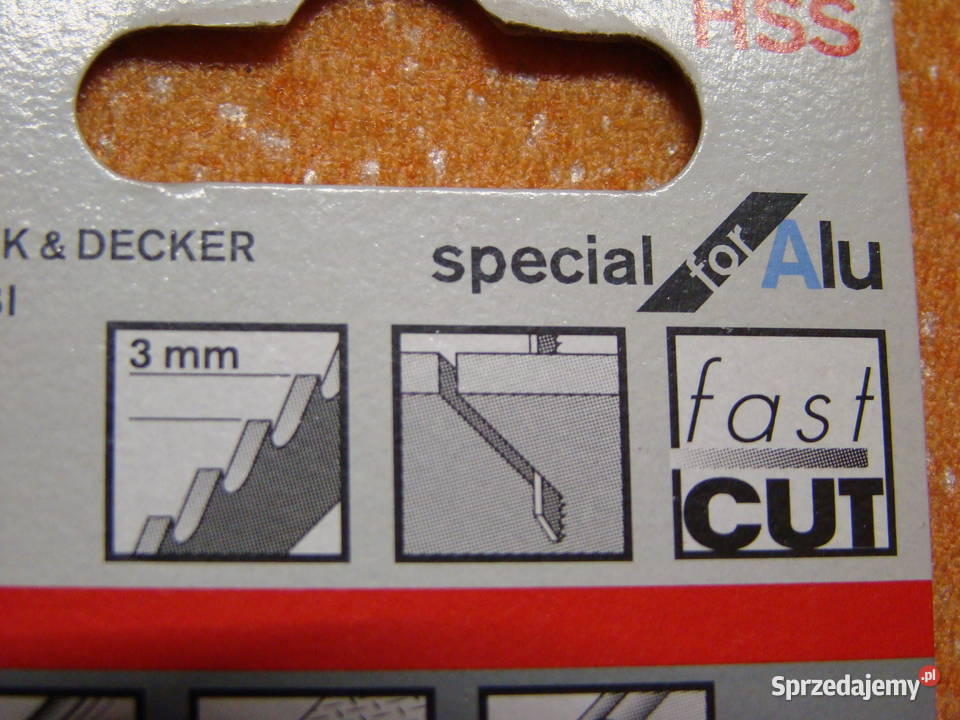 HSS
K & DECKER
special for Alu
3 mm
fast
CUT
Sprzedajemy.pl